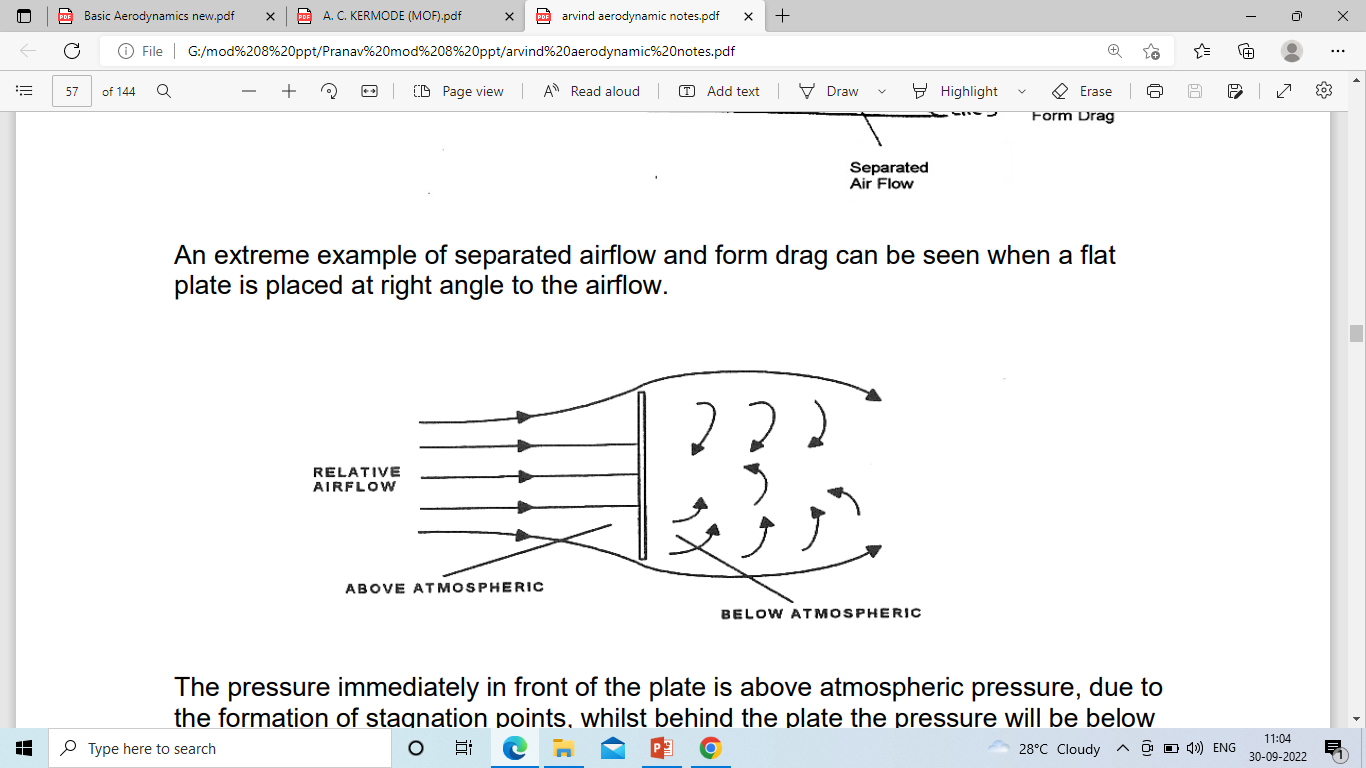 Basic Aerodynamics new.pdf
A. C. KERMODE (MOF).pdf
arvind aerodynamic notes.pdf
File
G:/mod%208%20ppt/Pranav%20mod%208%20ppt/arvind%20aerodynamic%20notes.pdf
57 of 144
Page view
Read aloud
Add text
Draw
Highlight
Erase
Form Drag
Separated
Air Flow
An extreme example of separated airflow and form drag can be seen when a flat
plate is placed at right angle to the airflow.
RELATIVE
AIRFLOW
ABOVE ATMOSPHERIC
BELOW ATMOSPHERIC
The pressure immediately in front of the plate is above atmospheric pressure, due to
the formation of stagnation points, whilst behind the plate the pressure will be below
Type here to search
28°C Cloudy
ENG
11:04
30-09-2022
1